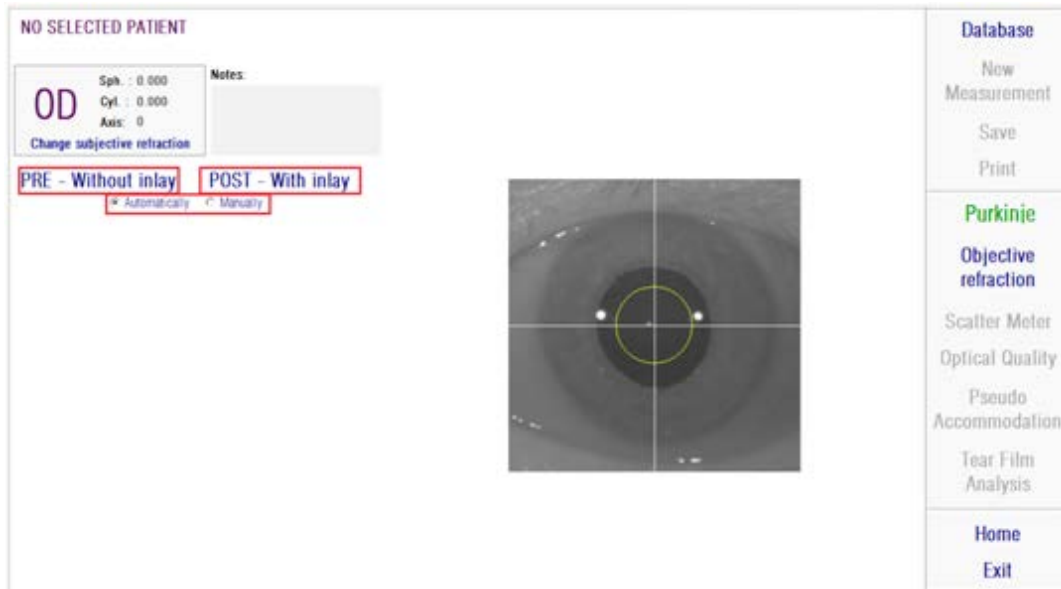 NO SELECTED PATIENT
OD
Sph. : 0.000
Cyl. : 0.000
Axis: 0
Change subjective refraction
Notes:
PRE - Without inlay
POST - With inlay
Automatically
Manually
Database
New
Measurement
Save
Print
Purkinje
Objective
refraction
Scatter Meter
Optical Quality
Pseudo
Accommodation
Tear Film
Analysis
Home
Exit